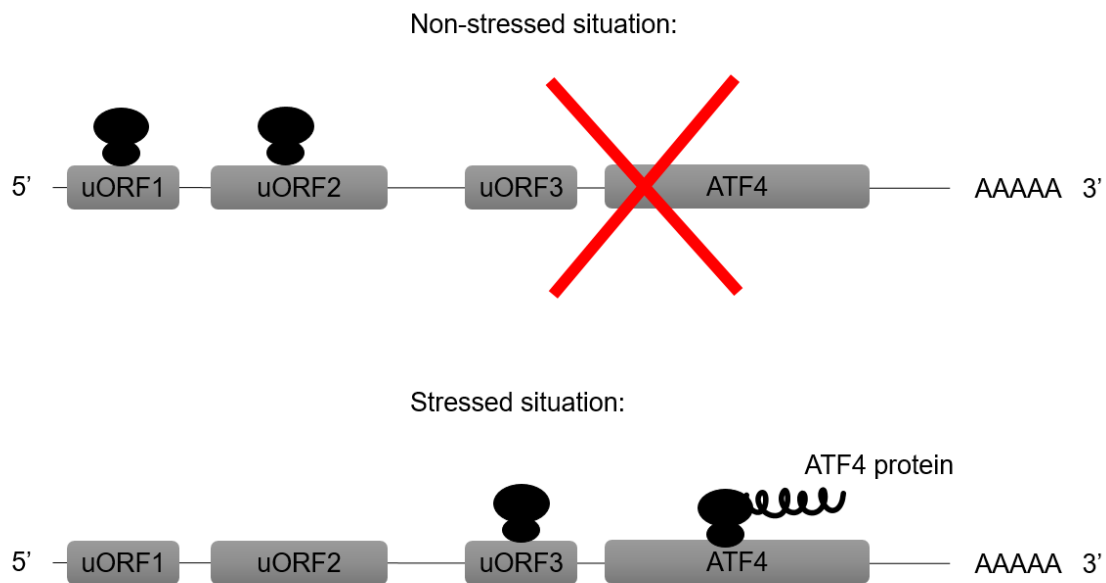 Non-stressed situation:
5’ uORF1 uORF2 uORF3 ATF4 AAAAA 3’
Stressed situation:
ATF4 protein
5’ uORF1 uORF2 uORF3 ATF4 AAAAA 3’